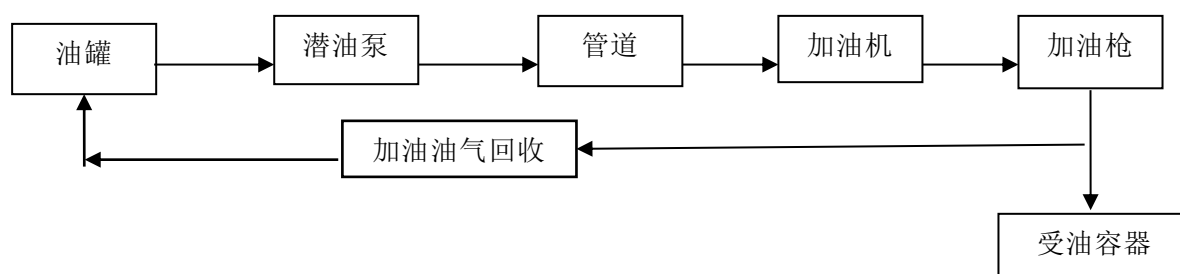 油罐
潜油泵
管道
加油机
加油枪
加油油气回收
受油容器